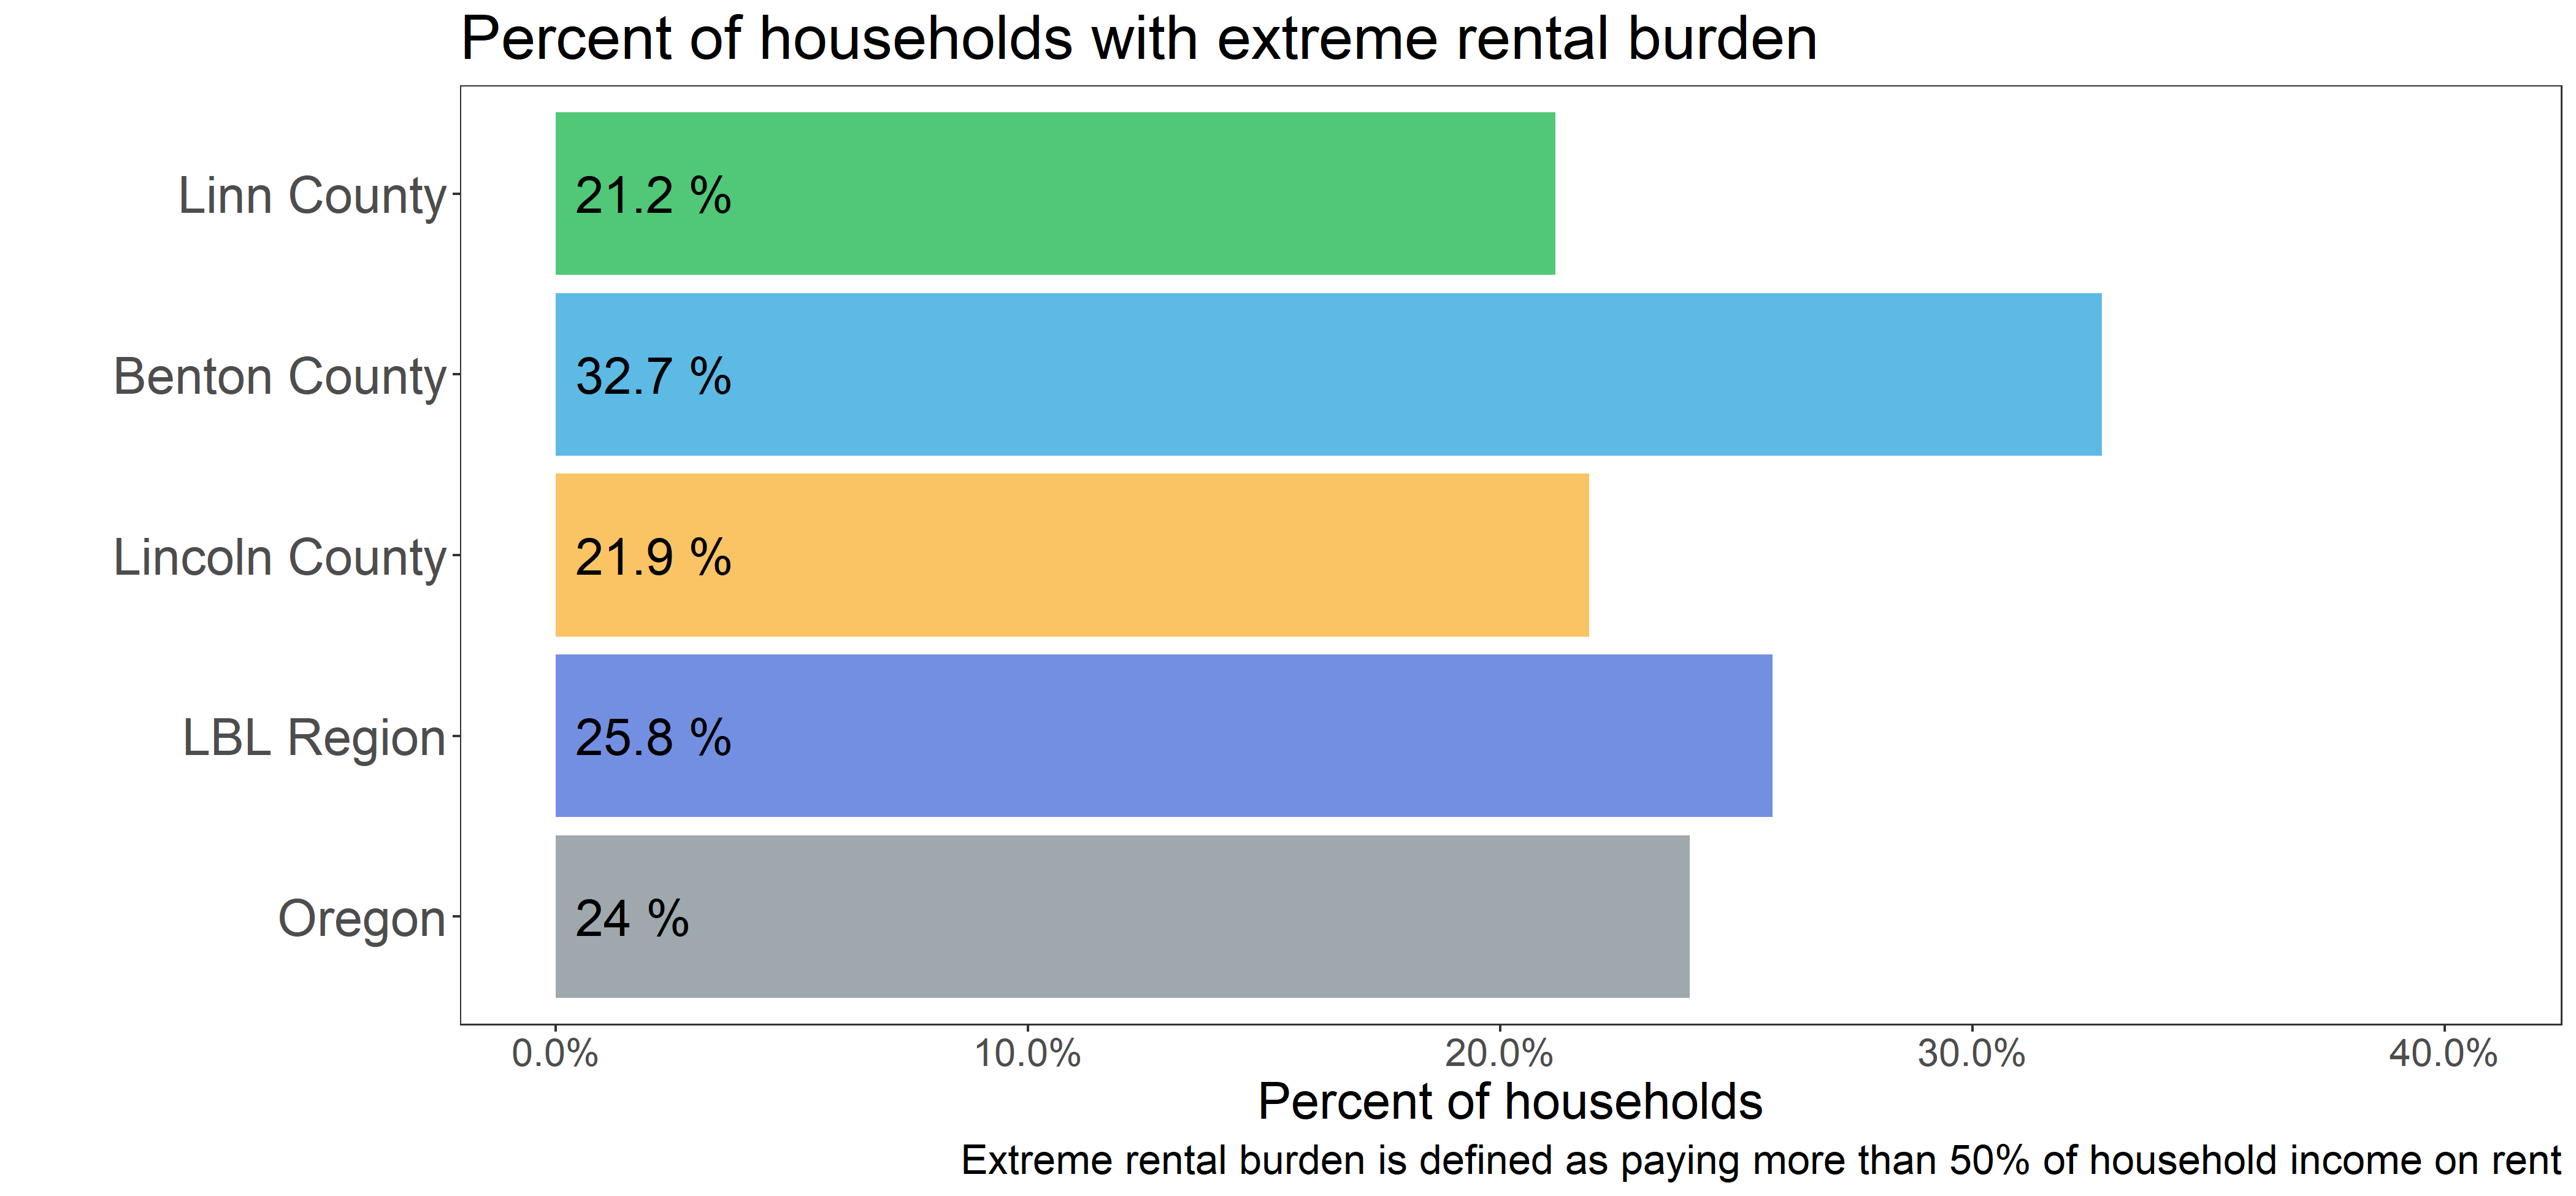 Percent of households with extreme rental burden
Linn County
21.2 %
Benton County
32.7 %
Lincoln County
21.9 %
LBL Region
25.8 %
Oregon
24 %
0.0% 10.0% 20.0% 30.0% 40.0%
Percent of households
Extreme rental burden is defined as paying more than 50% of household income on rent